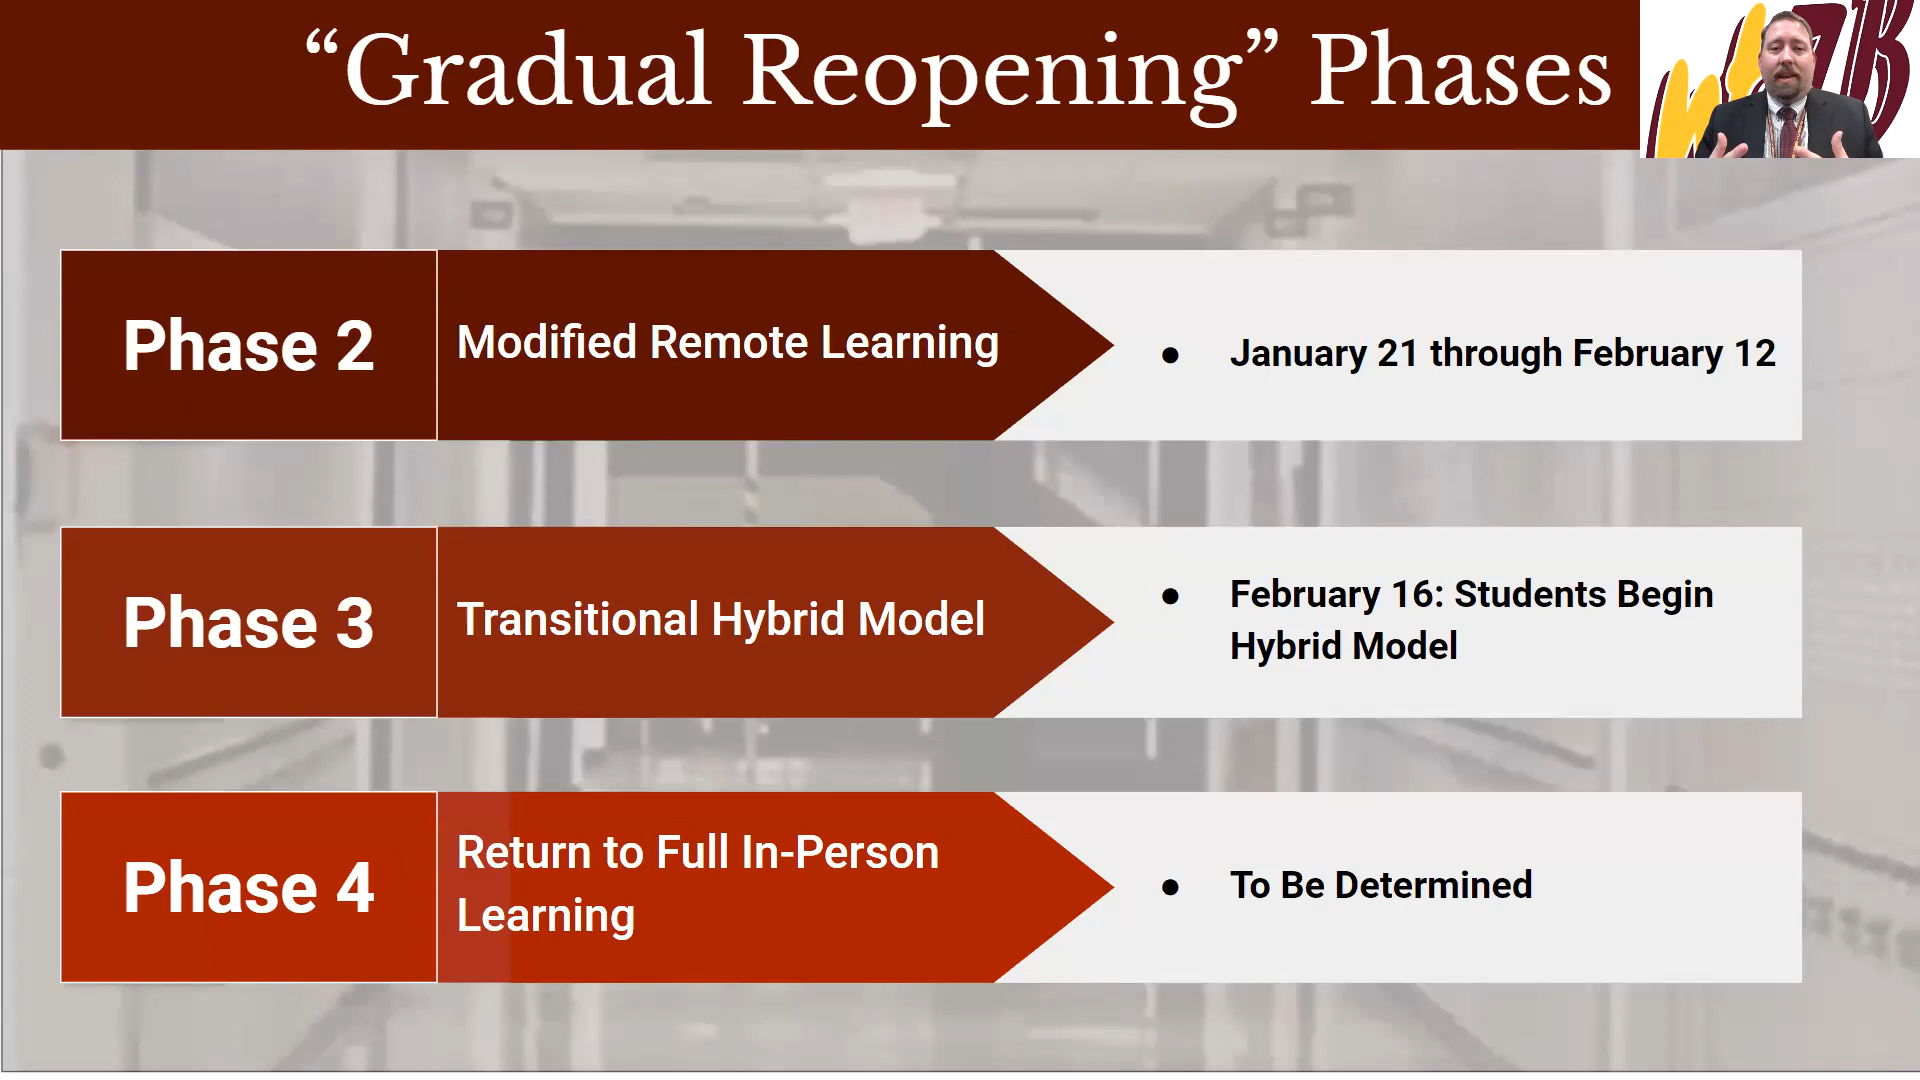 “Gradual Reopening” Phases
Phase 2
Modified Remote Learning
● January 21 through February 12
Phase 3
Transitional Hybrid Model
● February 16: Students Begin
Hybrid Model
Phase 4
Return to Full In-Person
Learning
● To Be Determined